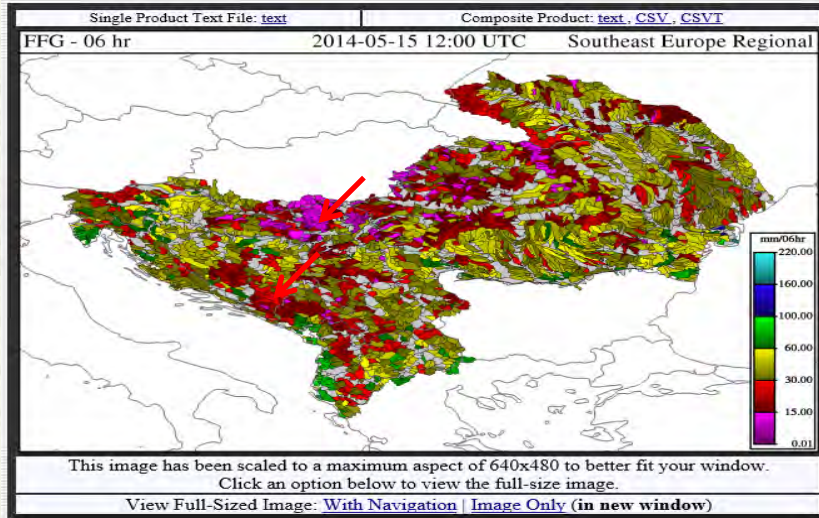 Single Product Text File: text Composite Product: text , CSV , CSVT
FFG - 06 hr 2014-05-15 12:00 UTC Southeast Europe Regional
mm/06hr
220.00
160.00
100.00
60.00
30.00
15.00
0.01
This image has been scaled to a maximum aspect of 640x480 to better fit your window.
Click an option below to view the full-size image.
View Full-Sized Image: With Navigation | Image Only (in new window)